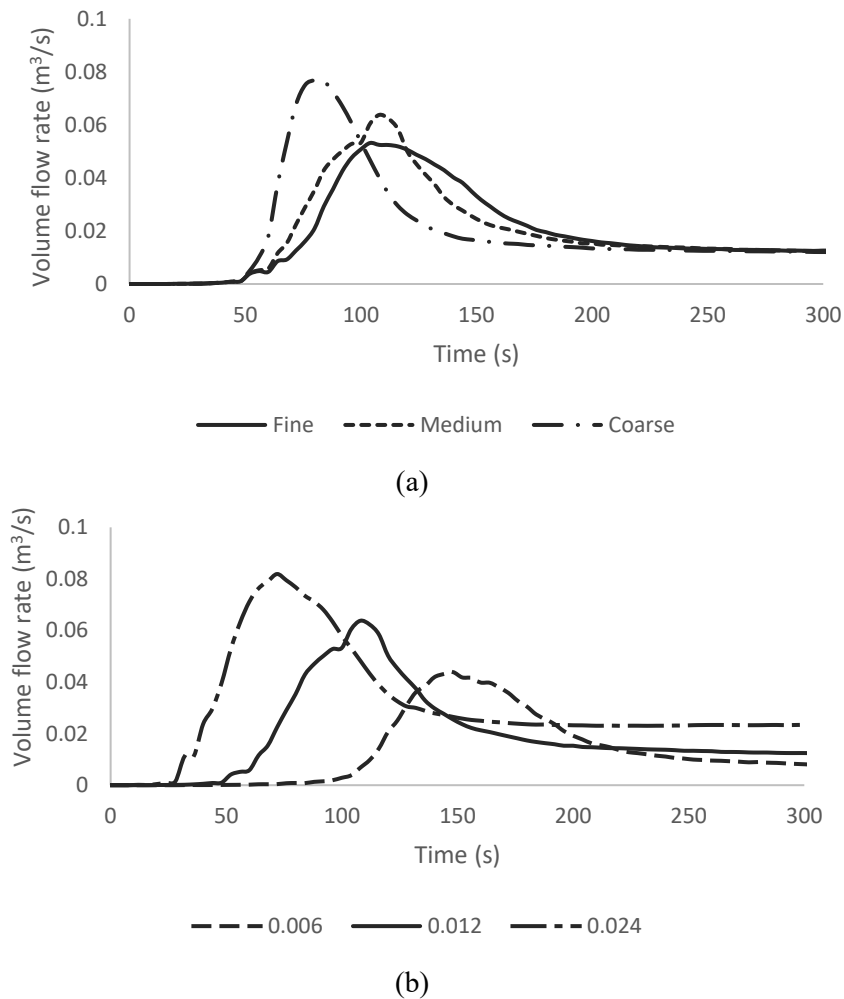 0.1
0.08
0.06
0.04
0.02
0
Volume flow rate (m³/s)
0 50 100 150 200 250 300
Time (s)
Fine Medium Coarse
(a)
0.1
0.08
0.06
0.04
0.02
0
Volume flow rate (m³/s)
0 50 100 150 200 250 300
Time (s)
0.006 0.012 0.024
(b)